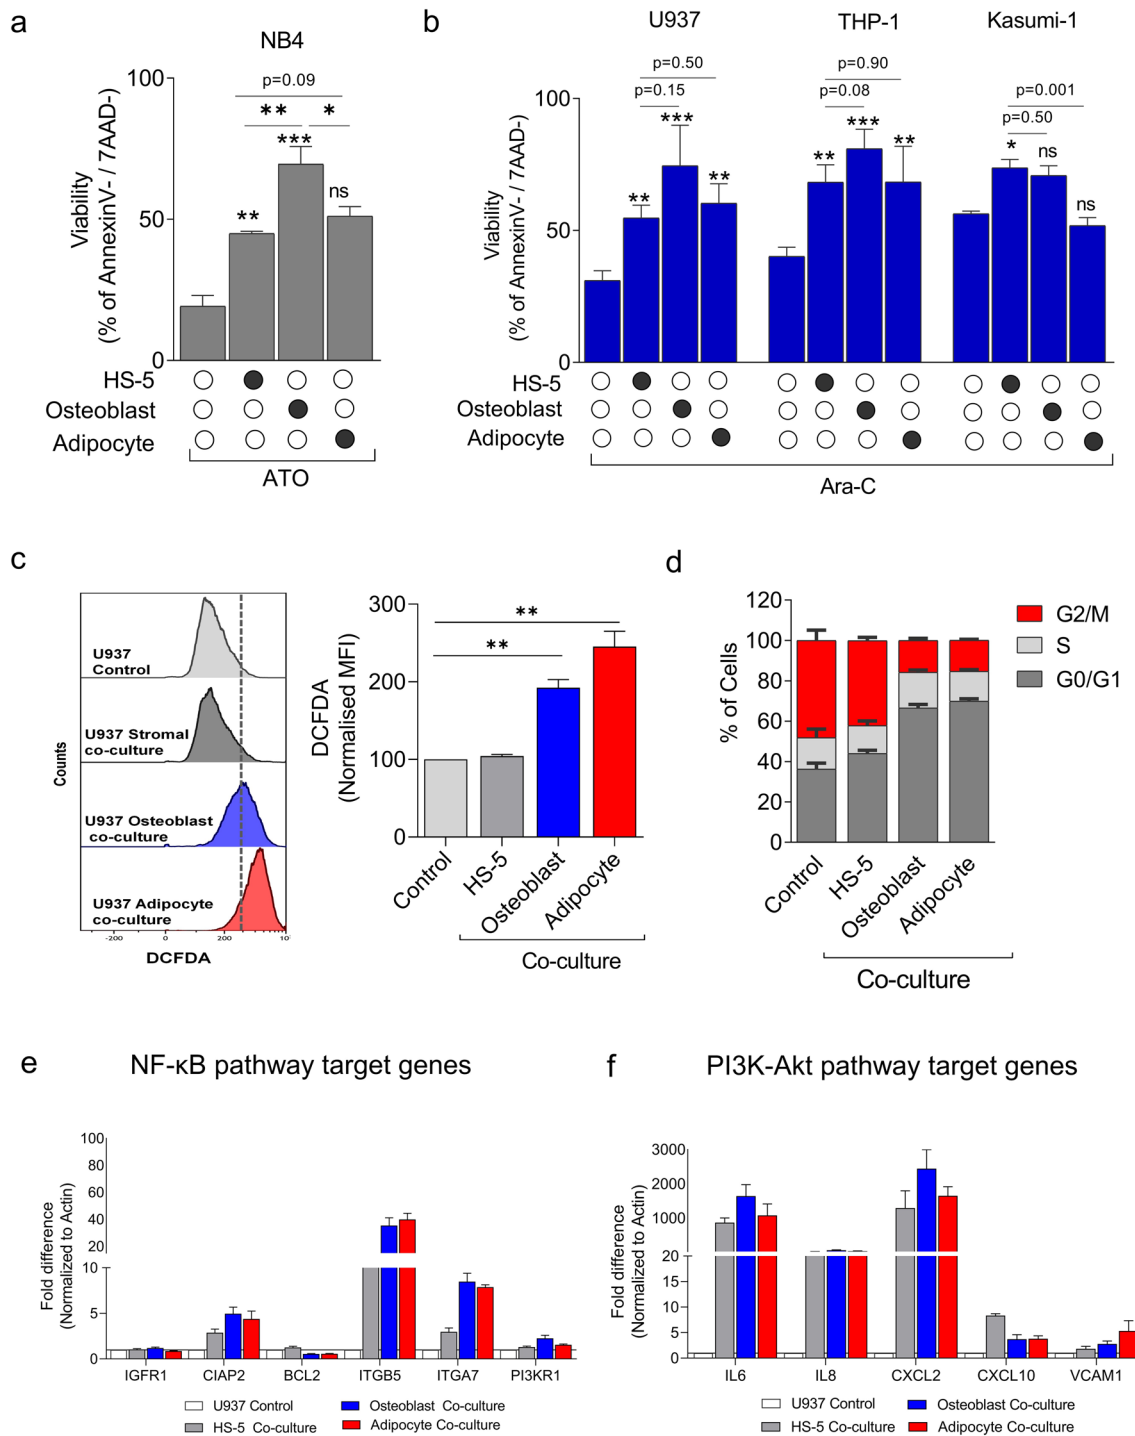 a
NB4
p=0.09
** *
***
**
ns
100
50
0
Viability
(% of AnnexinV- / 7AAD-)
HS-5
Osteoblast
Adipocyte
ATO
b
U937 THP-1 Kasumi-1
p=0.50 p=0.90 p=0.001
p=0.15 p=0.08 p=0.50
*** *** * ns
** ** ** ** ns
100
50
0
Viability
(% of AnnexinV- / 7AAD-)
HS-5
Osteoblast
Adipocyte
Ara-C
c
U937
Control
U937 Stromal
co-culture
U937 Osteoblast
co-culture
U937 Adipocyte
co-culture
Counts
-200 0 200 10
DCFDA
300
200
100
0
DCFDA
(Normalised MFI)
**
**
Control HS-5 Osteoblast Adipocyte
Co-culture
d
120
100
80
60
40
20
0
% of Cells
G2/M
S
G0/G1
Control HS-5 Osteoblast Adipocyte
Co-culture
e NF-κB pathway target genes
100
80
60
40
20
10
5
0
Fold difference
(Normalized to Actin)
IGFR1 CIAP2 BCL2 ITGB5 ITGA7 PI3KR1
U937 Control Osteoblast Co-culture
HS-5 Co-culture Adipocyte Co-culture
f PI3K-Akt pathway target genes
3000
2000
1000
20
15
10
5
0
Fold difference
(Normalized to Actin)
IL6 IL8 CXCL2 CXCL10 VCAM1
U937 Control Osteoblast Co-culture
HS-5 Co-culture Adipocyte Co-culture